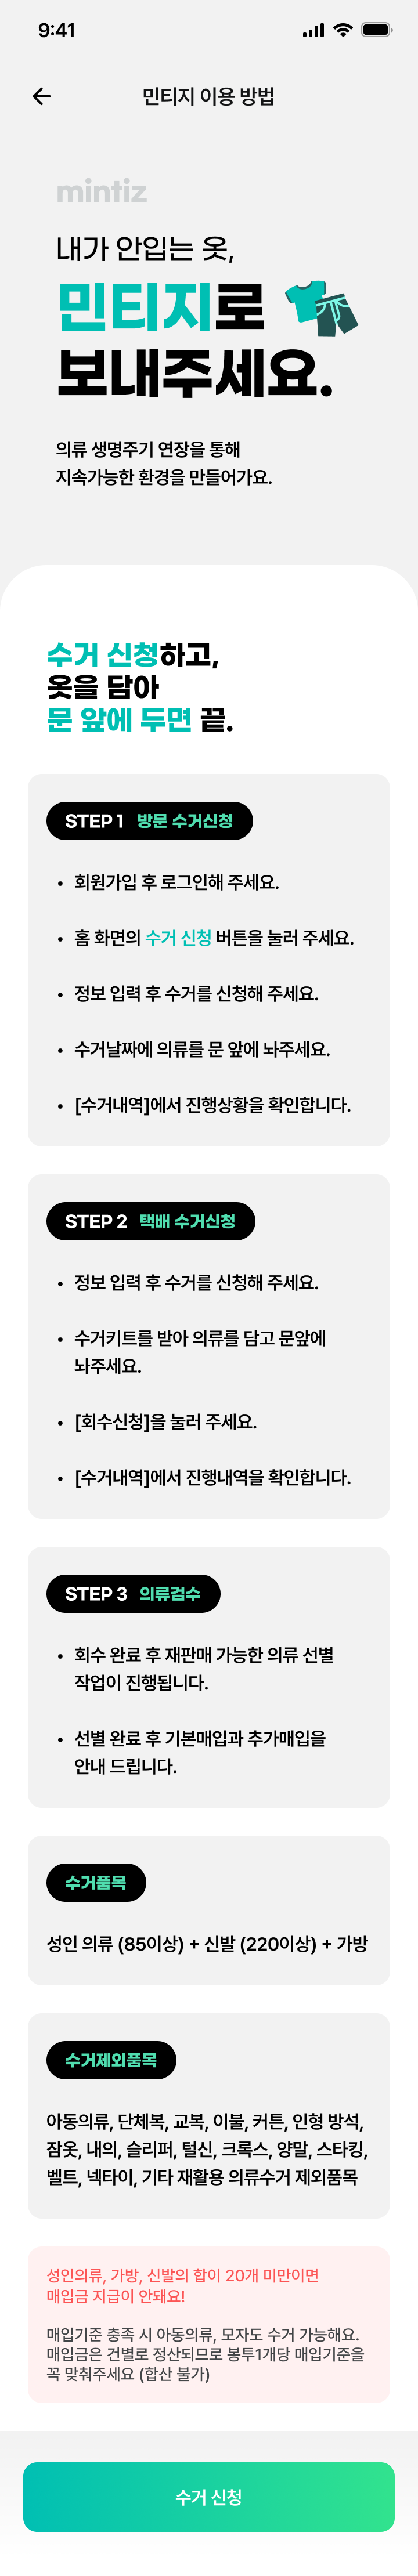 9:41
민티지 이용 방법
mintiz
내가 안입는 옷,
민티지로
보내주세요.
의류 생명주기 연장을 통해
지속가능한 환경을 만들어가요.
수거 신청하고,
옷을 담아
문 앞에 두면 끝.
STEP 1 방문 수거신청
• 회원가입 후 로그인해 주세요.
• 홈 화면의 수거 신청 버튼을 눌러 주세요.
• 정보 입력 후 수거를 신청해 주세요.
• 수거날짜에 의류를 문 앞에 놔주세요.
• [수거내역]에서 진행상황을 확인합니다.
STEP 2 택배 수거신청
• 정보 입력 후 수거를 신청해 주세요.
• 수거키트를 받아 의류를 담고 문앞에
놔주세요.
• [회수신청]을 눌러 주세요.
• [수거내역]에서 진행내역을 확인합니다.
STEP 3 의류검수
• 회수 완료 후 재판매 가능한 의류 선별
작업이 진행됩니다.
• 선별 완료 후 기본매입과 추가매입을
안내 드립니다.
수거품목
성인 의류 (85이상) + 신발 (220이상) + 가방
수거제외품목
아동의류, 단체복, 교복, 이불, 커튼, 인형 방석,
잠옷, 내의, 슬리퍼, 털신, 크록스, 양말, 스타킹,
벨트, 넥타이, 기타 재활용 의류수거 제외품목
성인의류, 가방, 신발의 합이 20개 미만이면
매입금 지급이 안돼요!
매입기준 충족 시 아동의류, 모자도 수거 가능해요.
매입금은 건별로 정산되므로 봉투1개당 매입기준을
꼭 맞춰주세요 (합산 불가)
수거 신청